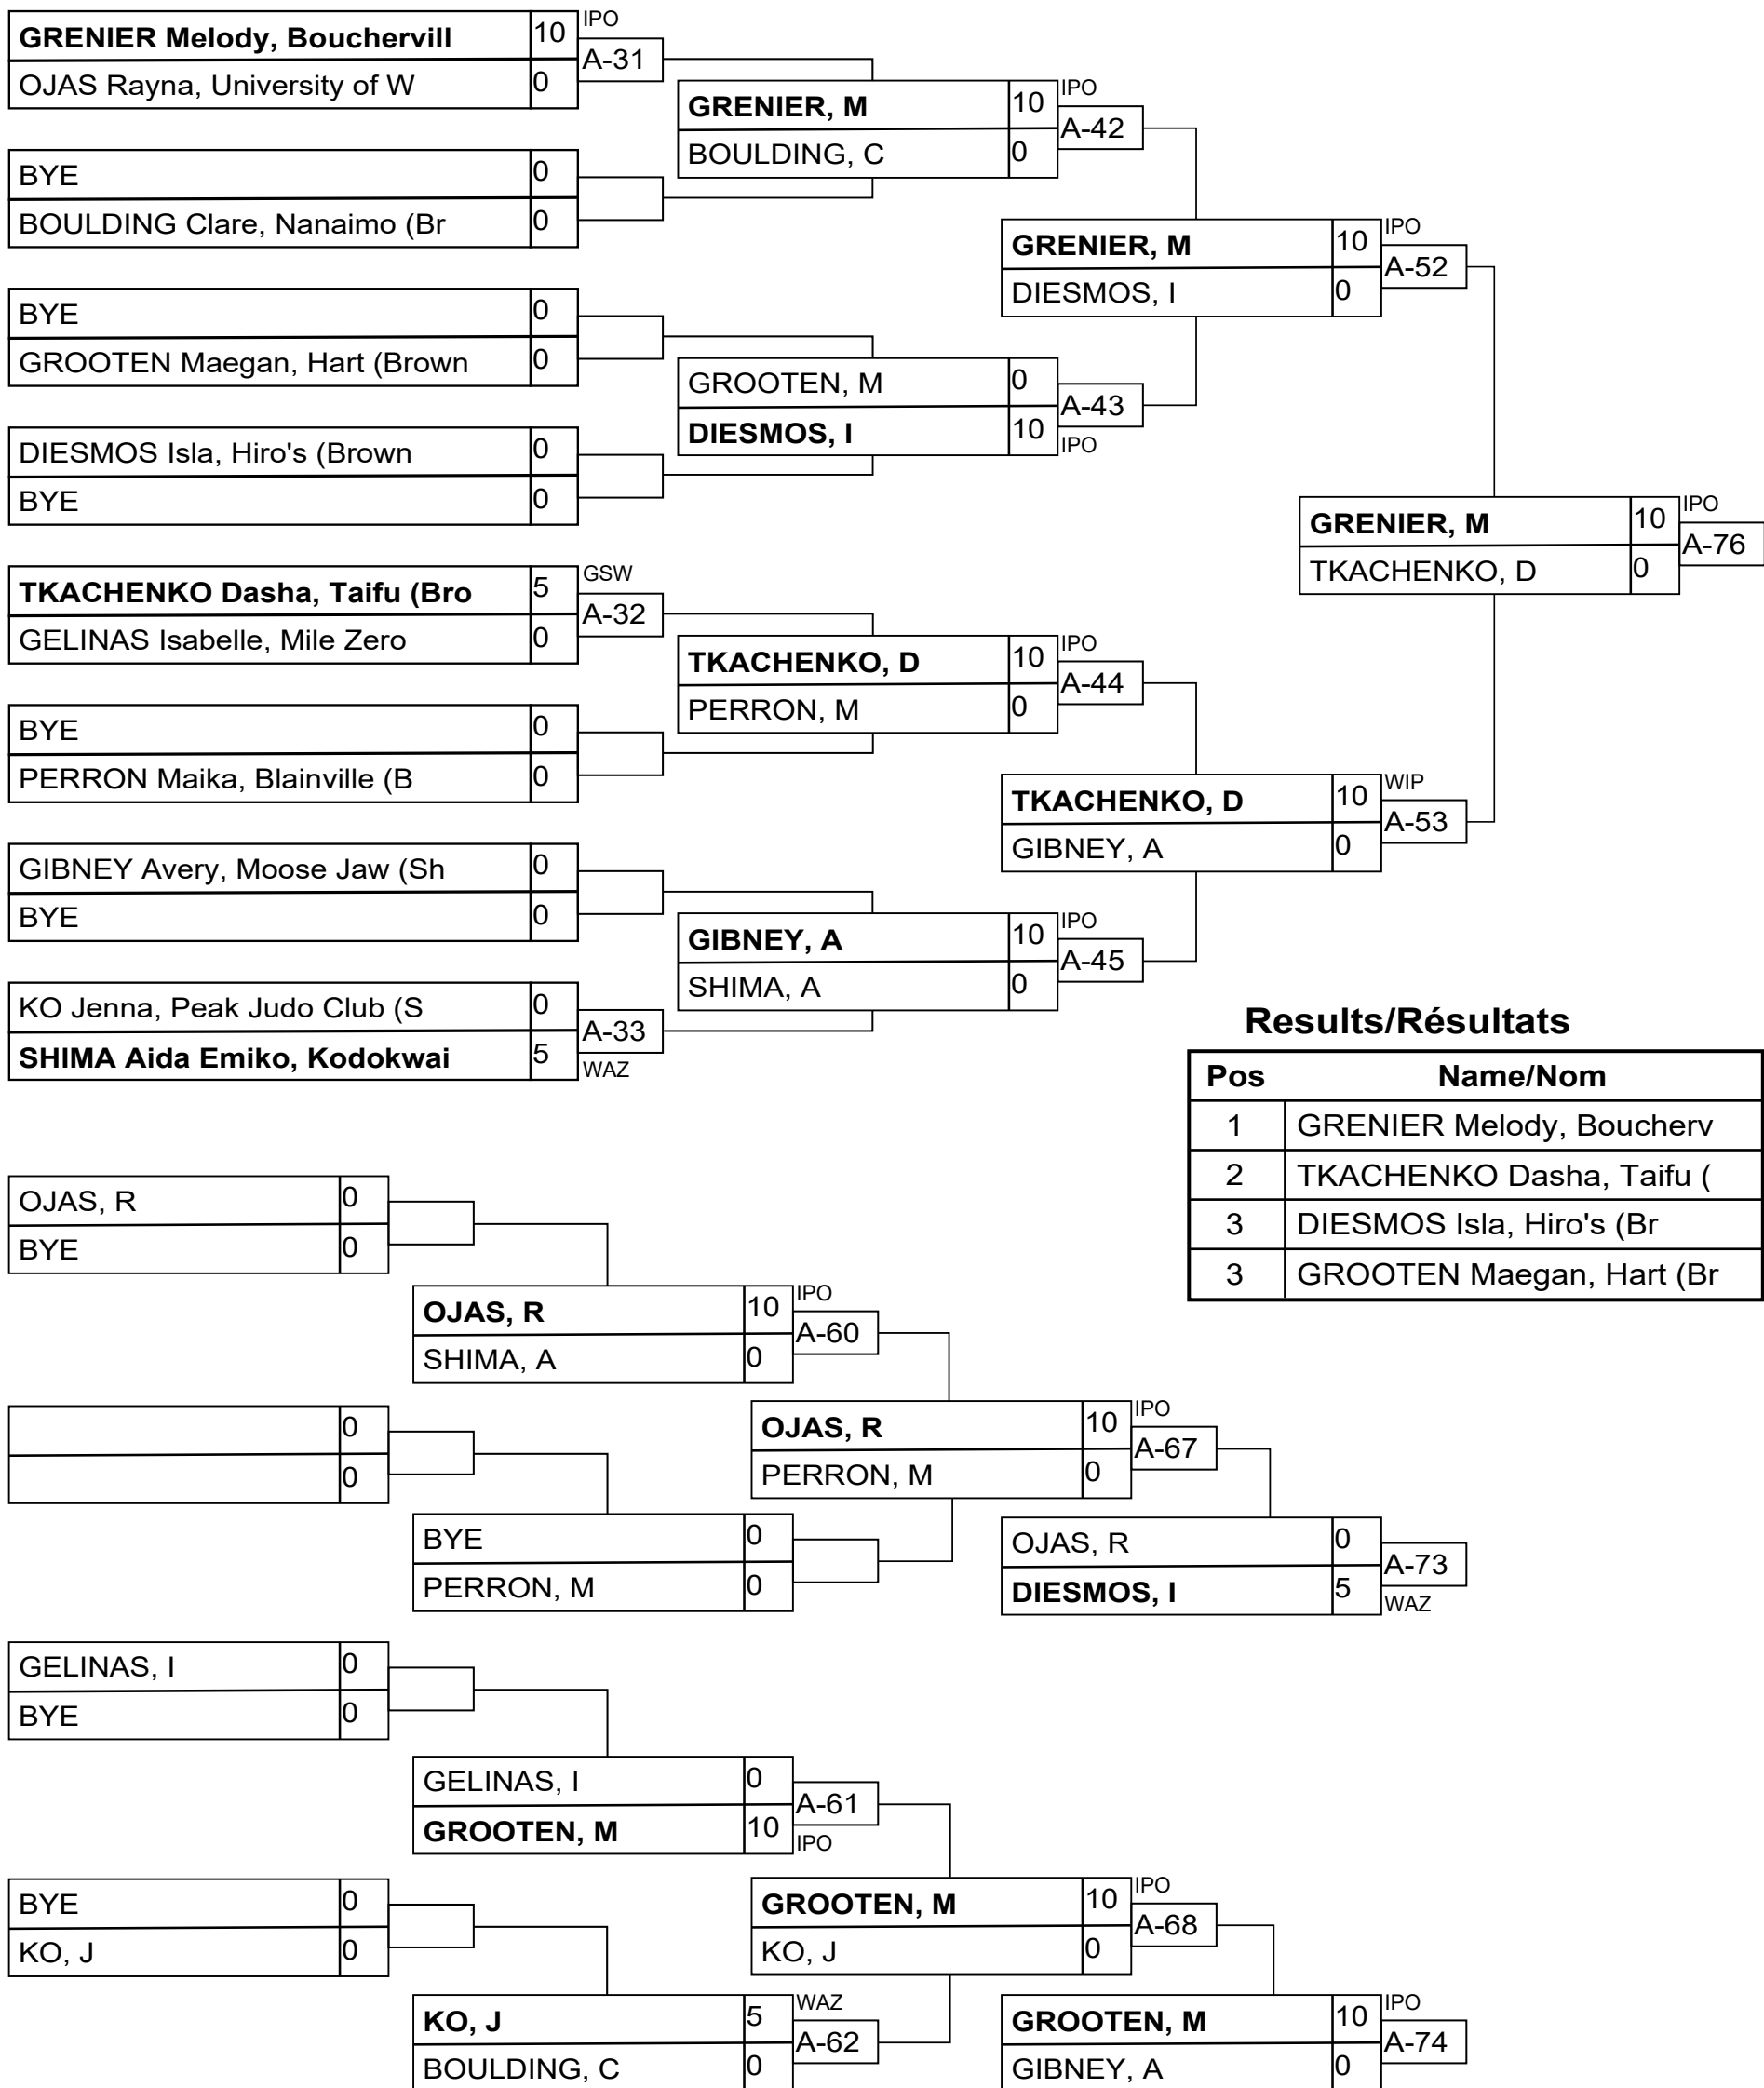 IPO
GRENIER Melody, Bouchervill 10
A-31
OJAS Rayna, University of W 0
GRENIER, M 10
IPO
A-42
BOULDING, C 0
BYE 0
BOULDING Clare, Nanaimo (Br 0
GRENIER, M 10
IPO
A-52
DIESMOS, I 0
BYE 0
GROOTEN Maegan, Hart (Brown 0
GROOTEN, M 0
A-43
DIESMOS, I 10
IPO
DIESMOS Isla, Hiro's (Brown 0
BYE 0
GRENIER, M 10
IPO
A-76
TKACHENKO, D 0
TKACHENKO Dasha, Taifu (Bro 5
GSW
A-32
GELINAS Isabelle, Mile Zero 0
TKACHENKO, D 10
IPO
A-44
PERRON, M 0
BYE 0
PERRON Maika, Blainville (B 0
TKACHENKO, D 10
WIP
A-53
GIBNEY, A 0
GIBNEY Avery, Moose Jaw (Sh 0
BYE 0
GIBNEY, A 10
IPO
A-45
SHIMA, A 0
KO Jenna, Peak Judo Club (S 0
A-33
SHIMA Aida Emiko, Kodokwai 5
WAZ
Results/Résultats
Pos Name/Nom
1 GRENIER Melody, Boucherv
2 TKACHENKO Dasha, Taifu (
3 DIESMOS Isla, Hiro's (Br
3 GROOTEN Maegan, Hart (Br
OJAS, R 0
BYE 0
OJAS, R 10
IPO
A-60
SHIMA, A 0
0
0
OJAS, R 10
IPO
A-67
PERRON, M 0
BYE 0
PERRON, M 0
OJAS, R 0
A-73
DIESMOS, I 5
WAZ
GELINAS, I 0
BYE 0
GELINAS, I 0
A-61
GROOTEN, M 10
IPO
BYE 0
KO, J 0
GROOTEN, M 10
IPO
A-68
KO, J 0
KO, J 5
WAZ
A-62
BOULDING, C 0
GROOTEN, M 10
IPO
A-74
GIBNEY, A 0